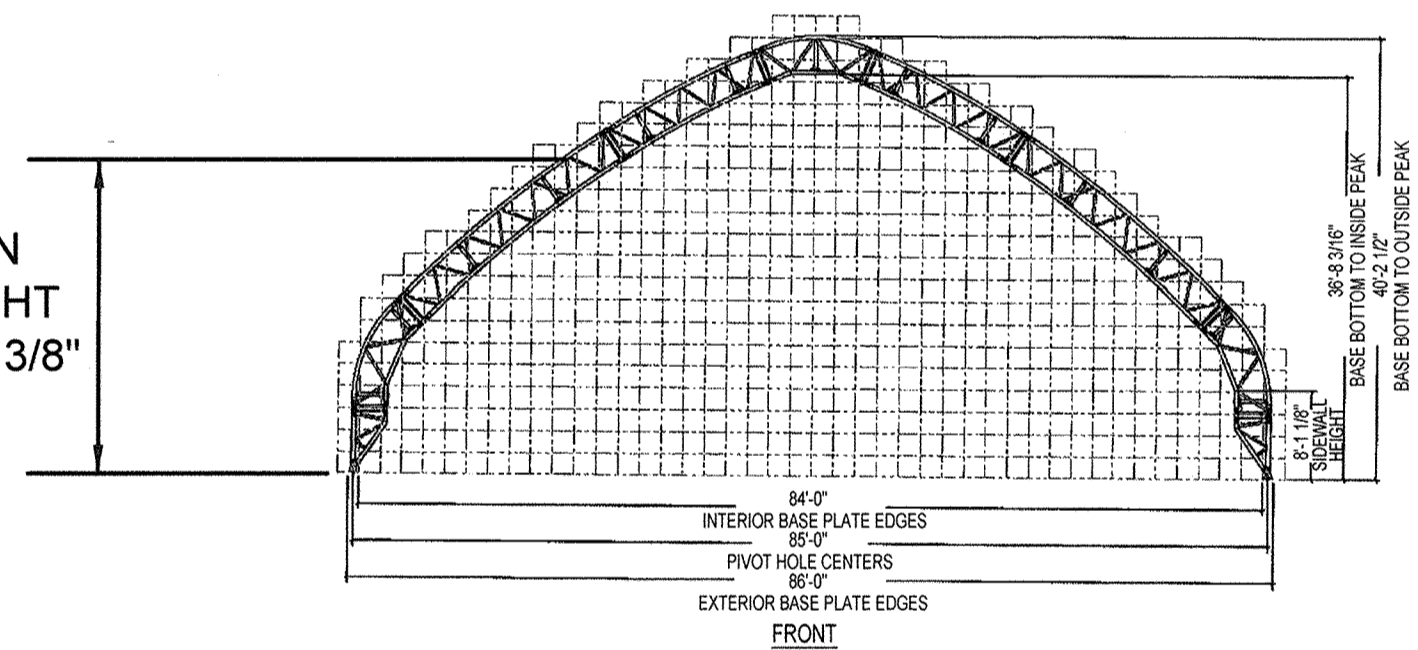 N
HT
3/8"
36'-8 3/16"
BASE BOTTOM TO INSIDE PEAK
40'-2 1/2"
BASE BOTTOM TO OUTSIDE PEAK
8'-1 1/8"
SIDEWALL
HEIGHT
84'-0"
INTERIOR BASE PLATE EDGES
85'-0"
PIVOT HOLE CENTERS
86'-0"
EXTERIOR BASE PLATE EDGES
FRONT